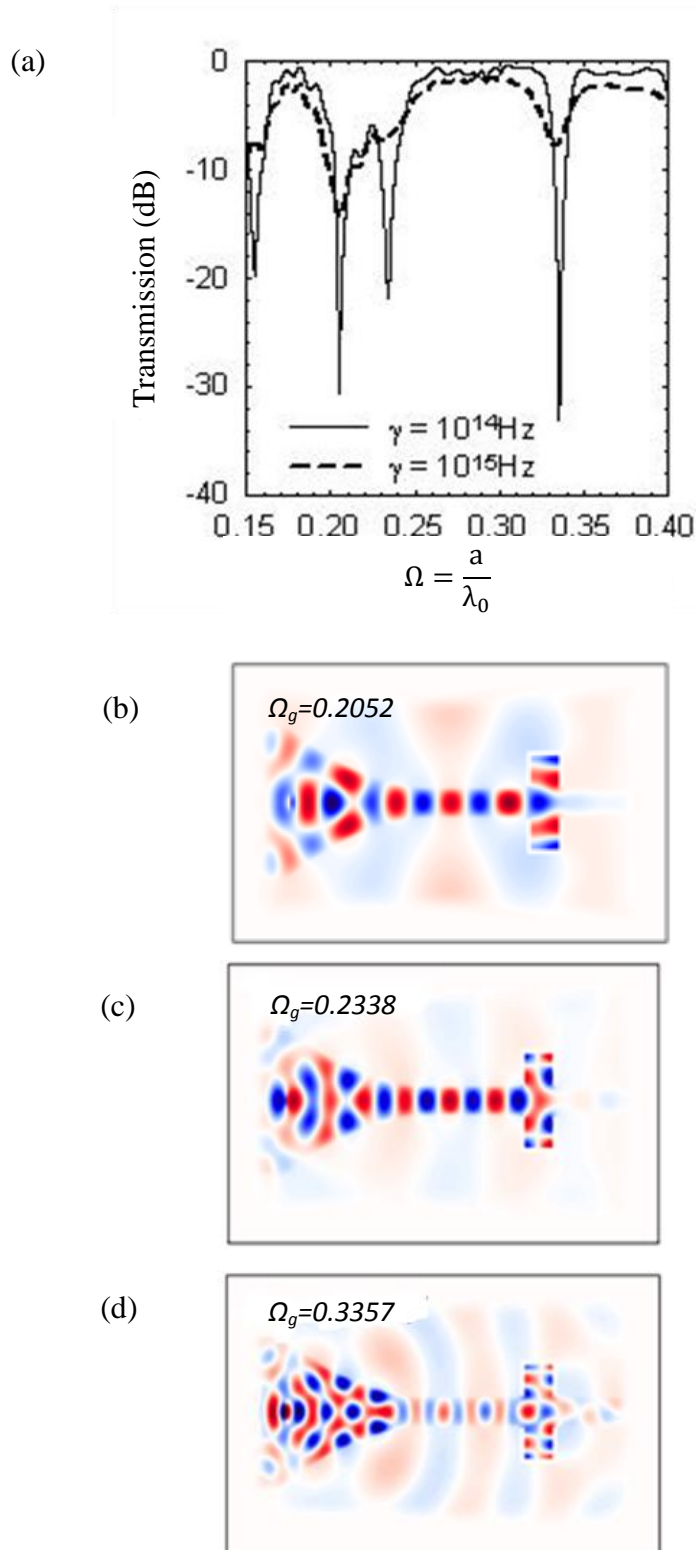 (a)
0
-10
-20
-30
-40
Transmission (dB)
γ = 10¹⁴Hz
γ = 10¹⁵Hz
0.15 0.20 0.25 0.30 0.35 0.40
Ω = a/λ₀
(b)
Ωg=0.2052
(c)
Ωg=0.2338
(d)
Ωg=0.3357